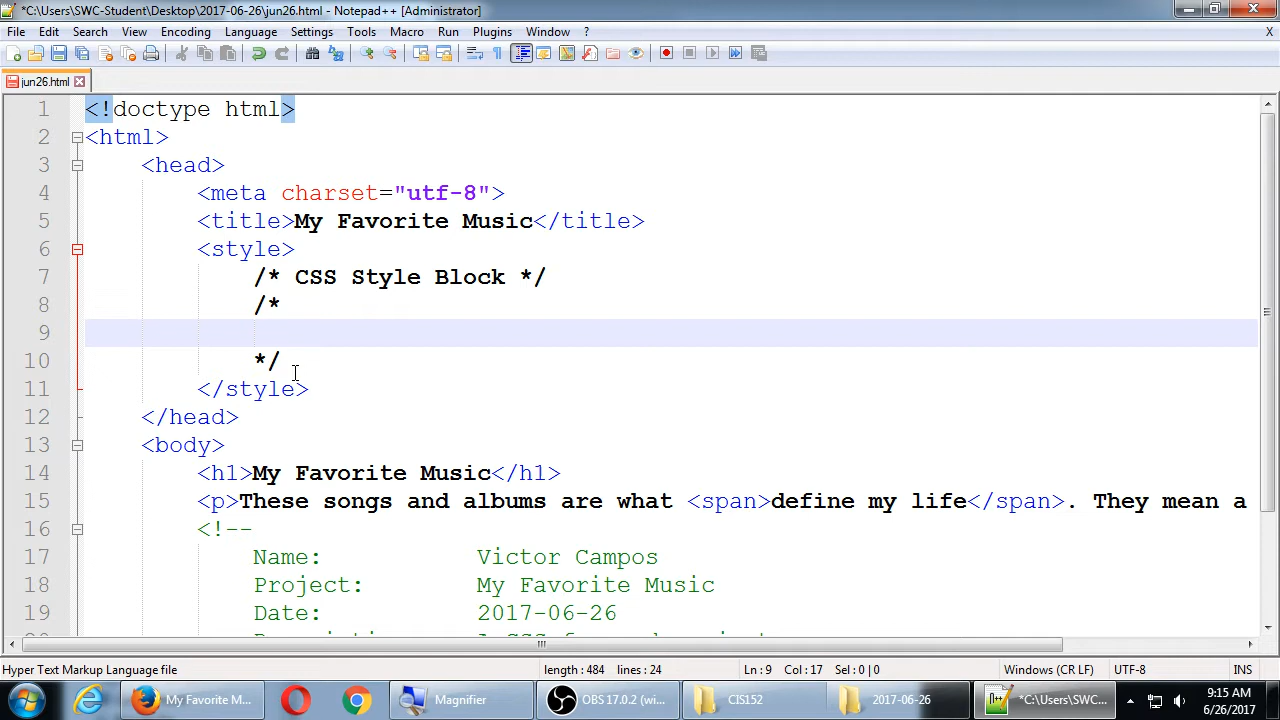 *C:\Users\SWC-Student\Desktop\2017-06-26\jun26.html - Notepad++ [Administrator]
File Edit Search View Encoding Language Settings Tools Macro Run Plugins Window ? X
jun26.html
1 <!doctype html>
2 <html>
3 <head>
4 <meta charset="utf-8">
5 <title>My Favorite Music</title>
6 <style>
7 /* CSS Style Block */
8 /*
9
10 */
11 </style>
12 </head>
13 <body>
14 <h1>My Favorite Music</h1>
15 <p>These songs and albums are what <span>define my life</span>. They mean a
16 <!--
17 Name: Victor Campos
18 Project: My Favorite Music
19 Date: 2017-06-26
Hyper Text Markup Language file length : 484 lines : 24 Ln : 9 Col : 17 Sel : 0 | 0 Windows (CR LF) UTF-8 INS
My Favorite M... Magnifier OBS 17.0.2 (wi... CIS152 2017-06-26 *C:\Users\SWC... 9:15 AM
6/26/2017